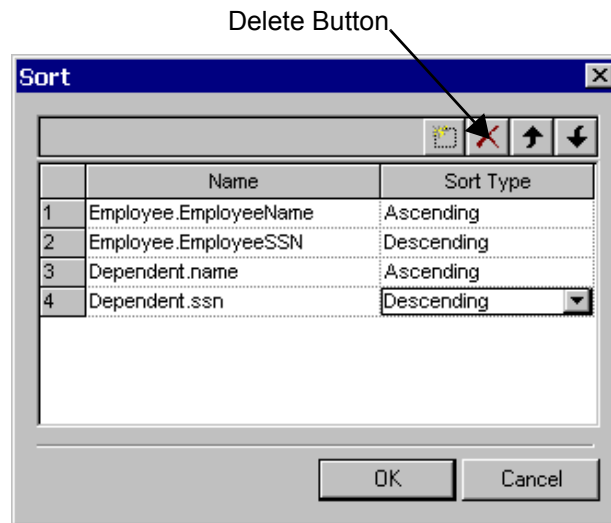 Delete Button
Sort
Name Sort Type
1 Employee.EmployeeName Ascending
2 Employee.EmployeeSSN Descending
3 Dependent.name Ascending
4 Dependent.ssn Descending
OK Cancel